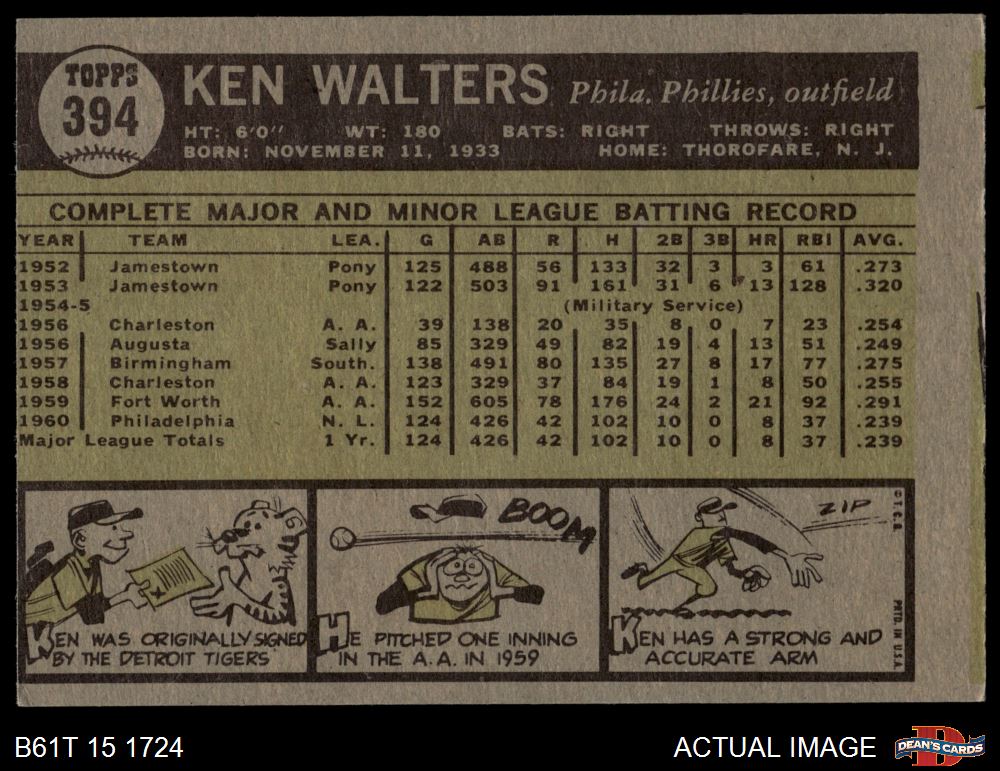 TOPPS
394
KEN WALTERS Phila. Phillies, outfield
HT: 6'0" WT: 180 BATS: RIGHT THROWS: RIGHT
BORN: NOVEMBER 11, 1933 HOME: THOROFARE, N. J.
COMPLETE MAJOR AND MINOR LEAGUE BATTING RECORD
YEAR TEAM LEA. G AB R H 2B 3B HR RBI AVG.
1952 Jamestown Pony 125 488 56 133 32 3 3 61 .273
1953 Jamestown Pony 122 503 91 161 31 6 13 128 .320
1954-5 (Military Service)
1956 Charleston A. A. 39 138 20 35 8 0 7 23 .254
1956 Augusta Sally 85 329 49 82 19 4 13 51 .249
1957 Birmingham South. 138 491 80 135 27 8 17 77 .275
1958 Charleston A. A. 123 329 37 84 19 1 8 50 .255
1959 Fort Worth A. A. 152 605 78 176 24 2 21 92 .291
1960 Philadelphia N. L. 124 426 42 102 10 0 8 37 .239
Major League Totals 1 Yr. 124 426 42 102 10 0 8 37 .239
KEN WAS ORIGINALLY SIGNED
BY THE DETROIT TIGERS
BOOM
HE PITCHED ONE INNING
IN THE A.A. IN 1959
ZIP
KEN HAS A STRONG AND
ACCURATE ARM
© T.C.G.
PRTD. IN U.S.A.
B61T 15 1724
ACTUAL IMAGE
DEAN'S CARDS